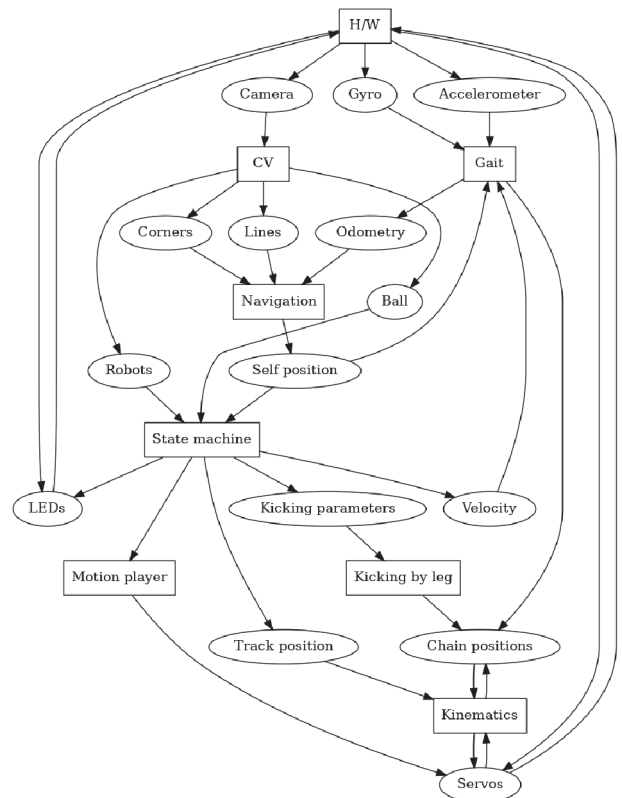 H/W
Camera
Gyro
Accelerometer
CV
Gait
Corners
Lines
Odometry
Navigation
Ball
Robots
Self position
State machine
LEDs
Kicking parameters
Velocity
Motion player
Kicking by leg
Track position
Chain positions
Kinematics
Servos